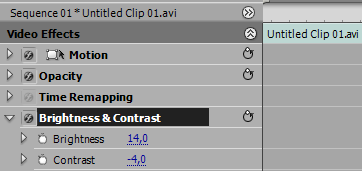 Sequence 01 * Untitled Clip 01.avi
Video Effects
Untitled Clip 01.avi
Motion
Opacity
Time Remapping
Brightness & Contrast
Brightness 14,0
Contrast -4,0